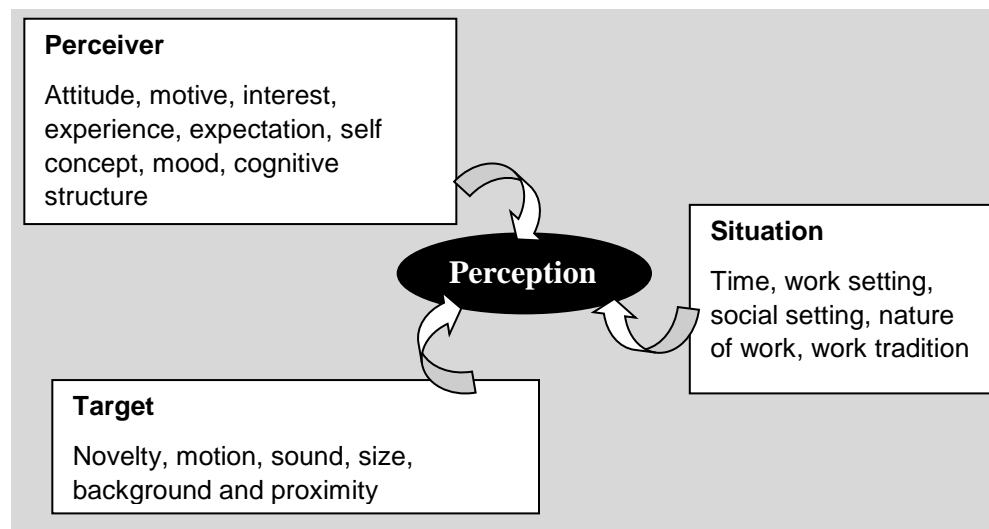 Perceiver
Attitude, motive, interest,
experience, expectation, self
concept, mood, cognitive
structure
Perception
Situation
Time, work setting,
social setting, nature
of work, work tradition
Target
Novelty, motion, sound, size,
background and proximity